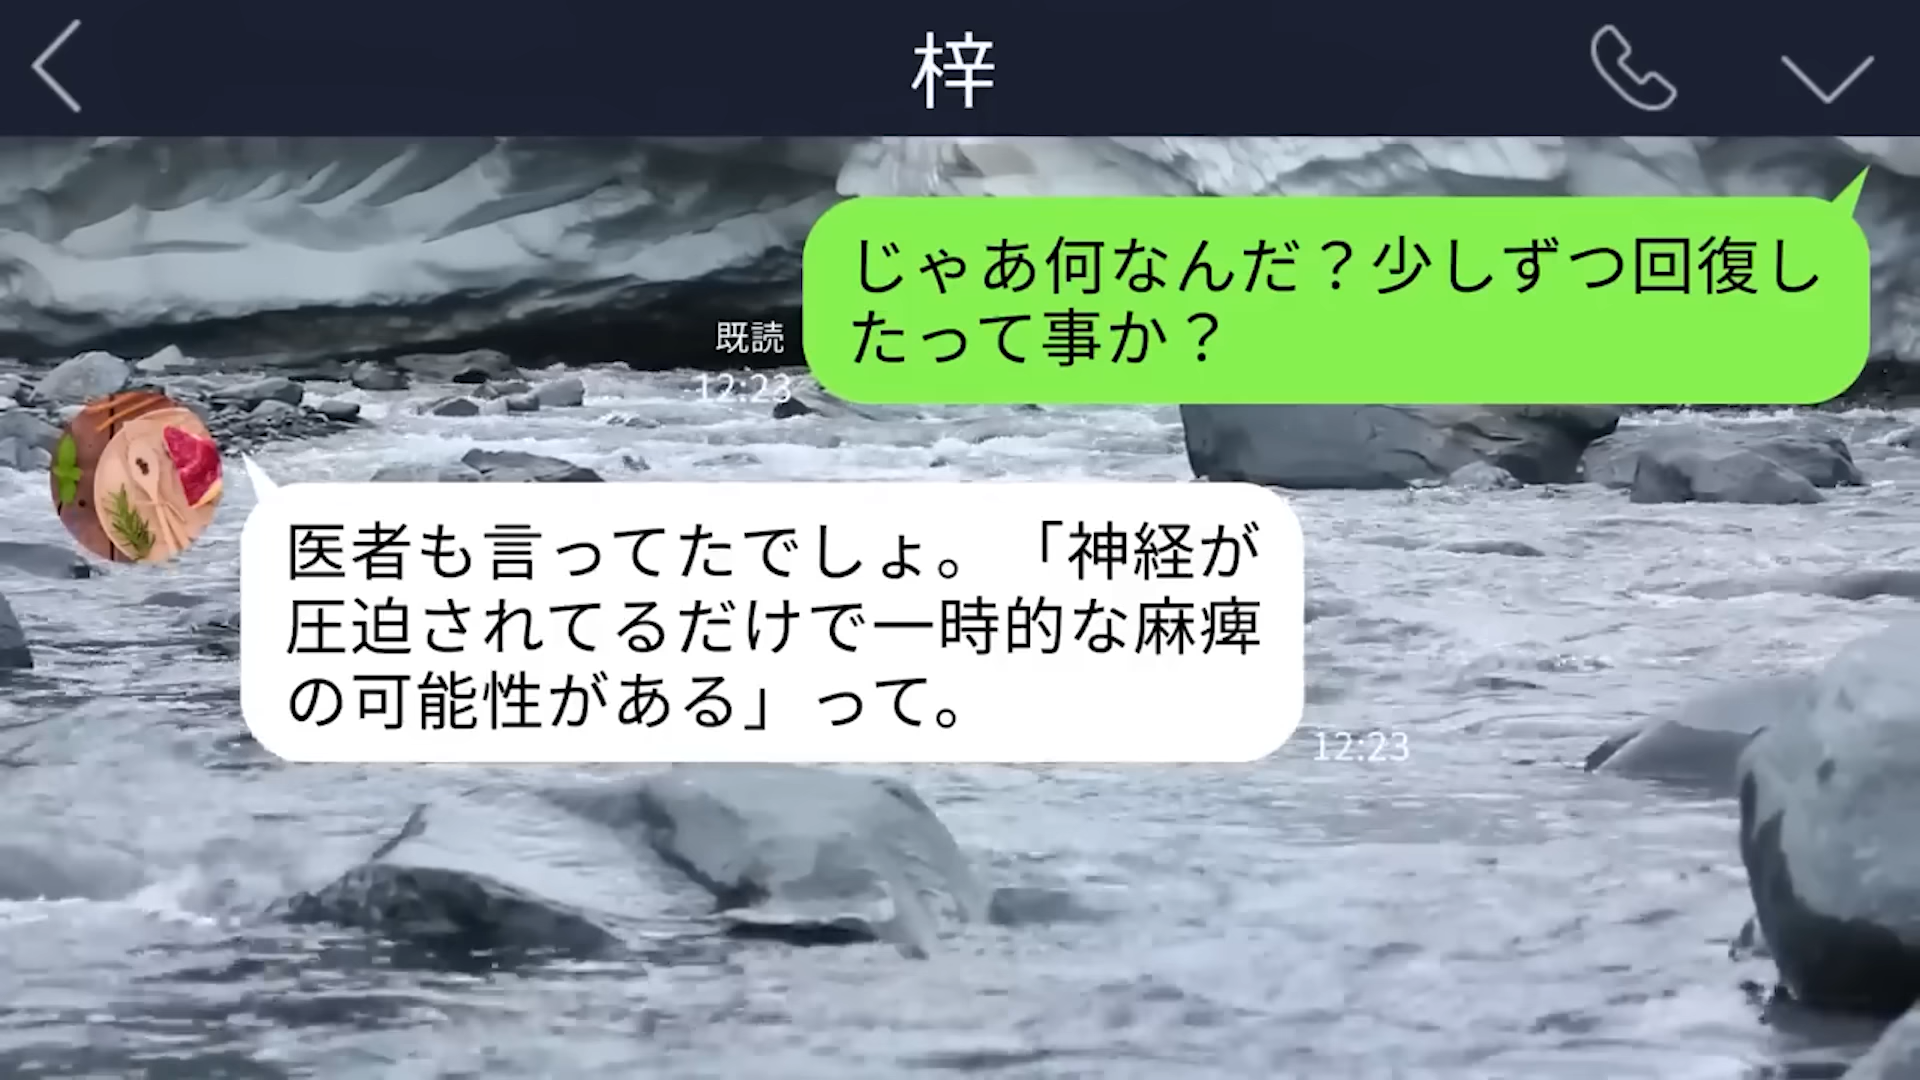 梓
じゃあ何なんだ？少しずつ回復し
たって事か？
既読
12:23
医者も言ってたでしょ。「神経が
圧迫されてるだけで一時的な麻痺
の可能性がある」って。
12:23